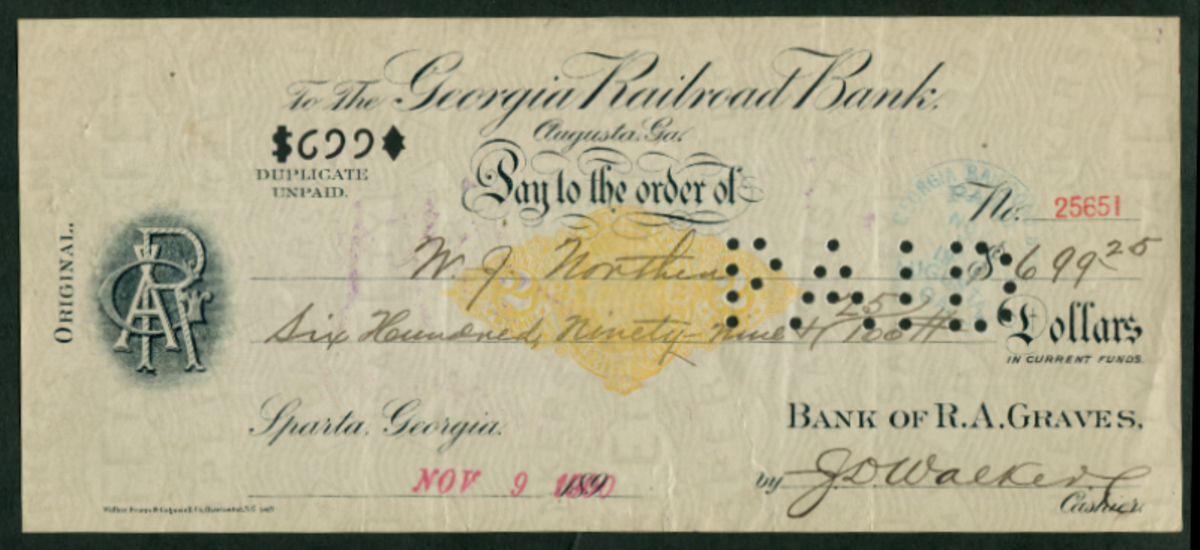 To The Georgia Railroad Bank.
Augusta, Ga.
$699
DUPLICATE
UNPAID.
Pay to the order of
No. 25651
ORIGINAL.
W. J. Northen $699 25
Six Hundred, Ninety-nine & 25/100 Dollars
IN CURRENT FUNDS.
Sparta, Georgia.
BANK OF R.A. GRAVES,
NOV 9 1890
by J D Walker
Cashier.
PAID